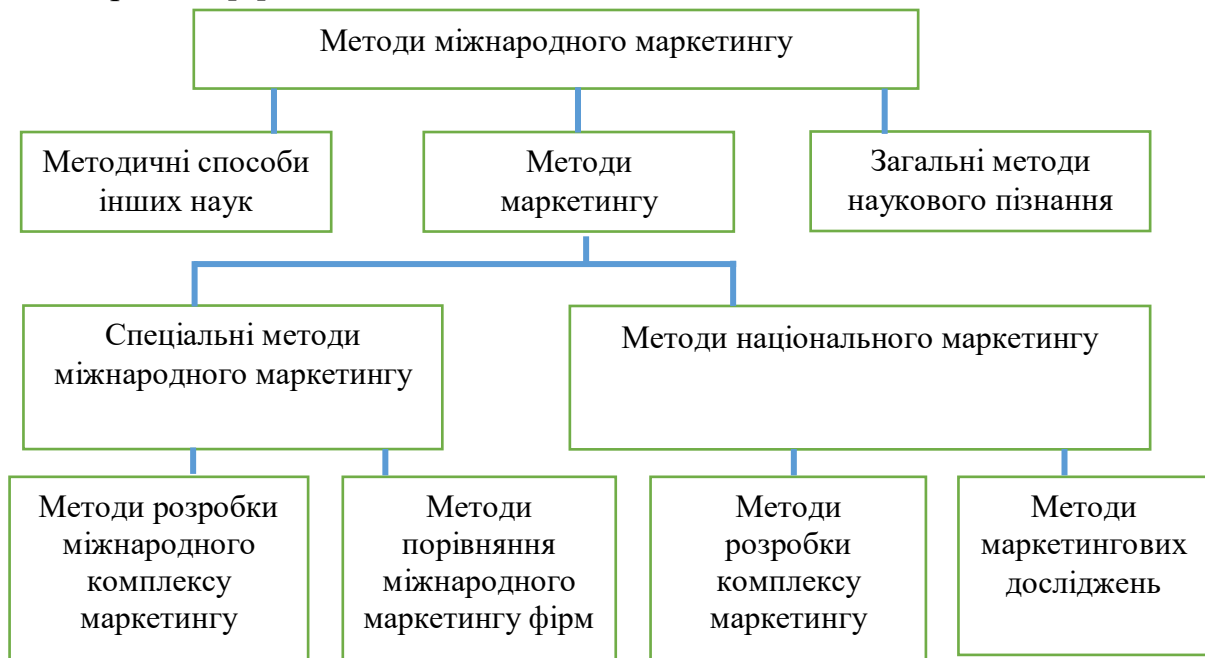 Методи міжнародного маркетингу
Методичні способи
інших наук
Методи
маркетингу
Загальні методи
наукового пізнання
Спеціальні методи
міжнародного маркетингу
Методи національного маркетингу
Методи розробки
міжнародного
комплексу
маркетингу
Методи
порівняння
міжнародного
маркетингу фірм
Методи
розробки
комплексу
маркетингу
Методи
маркетингових
досліджень